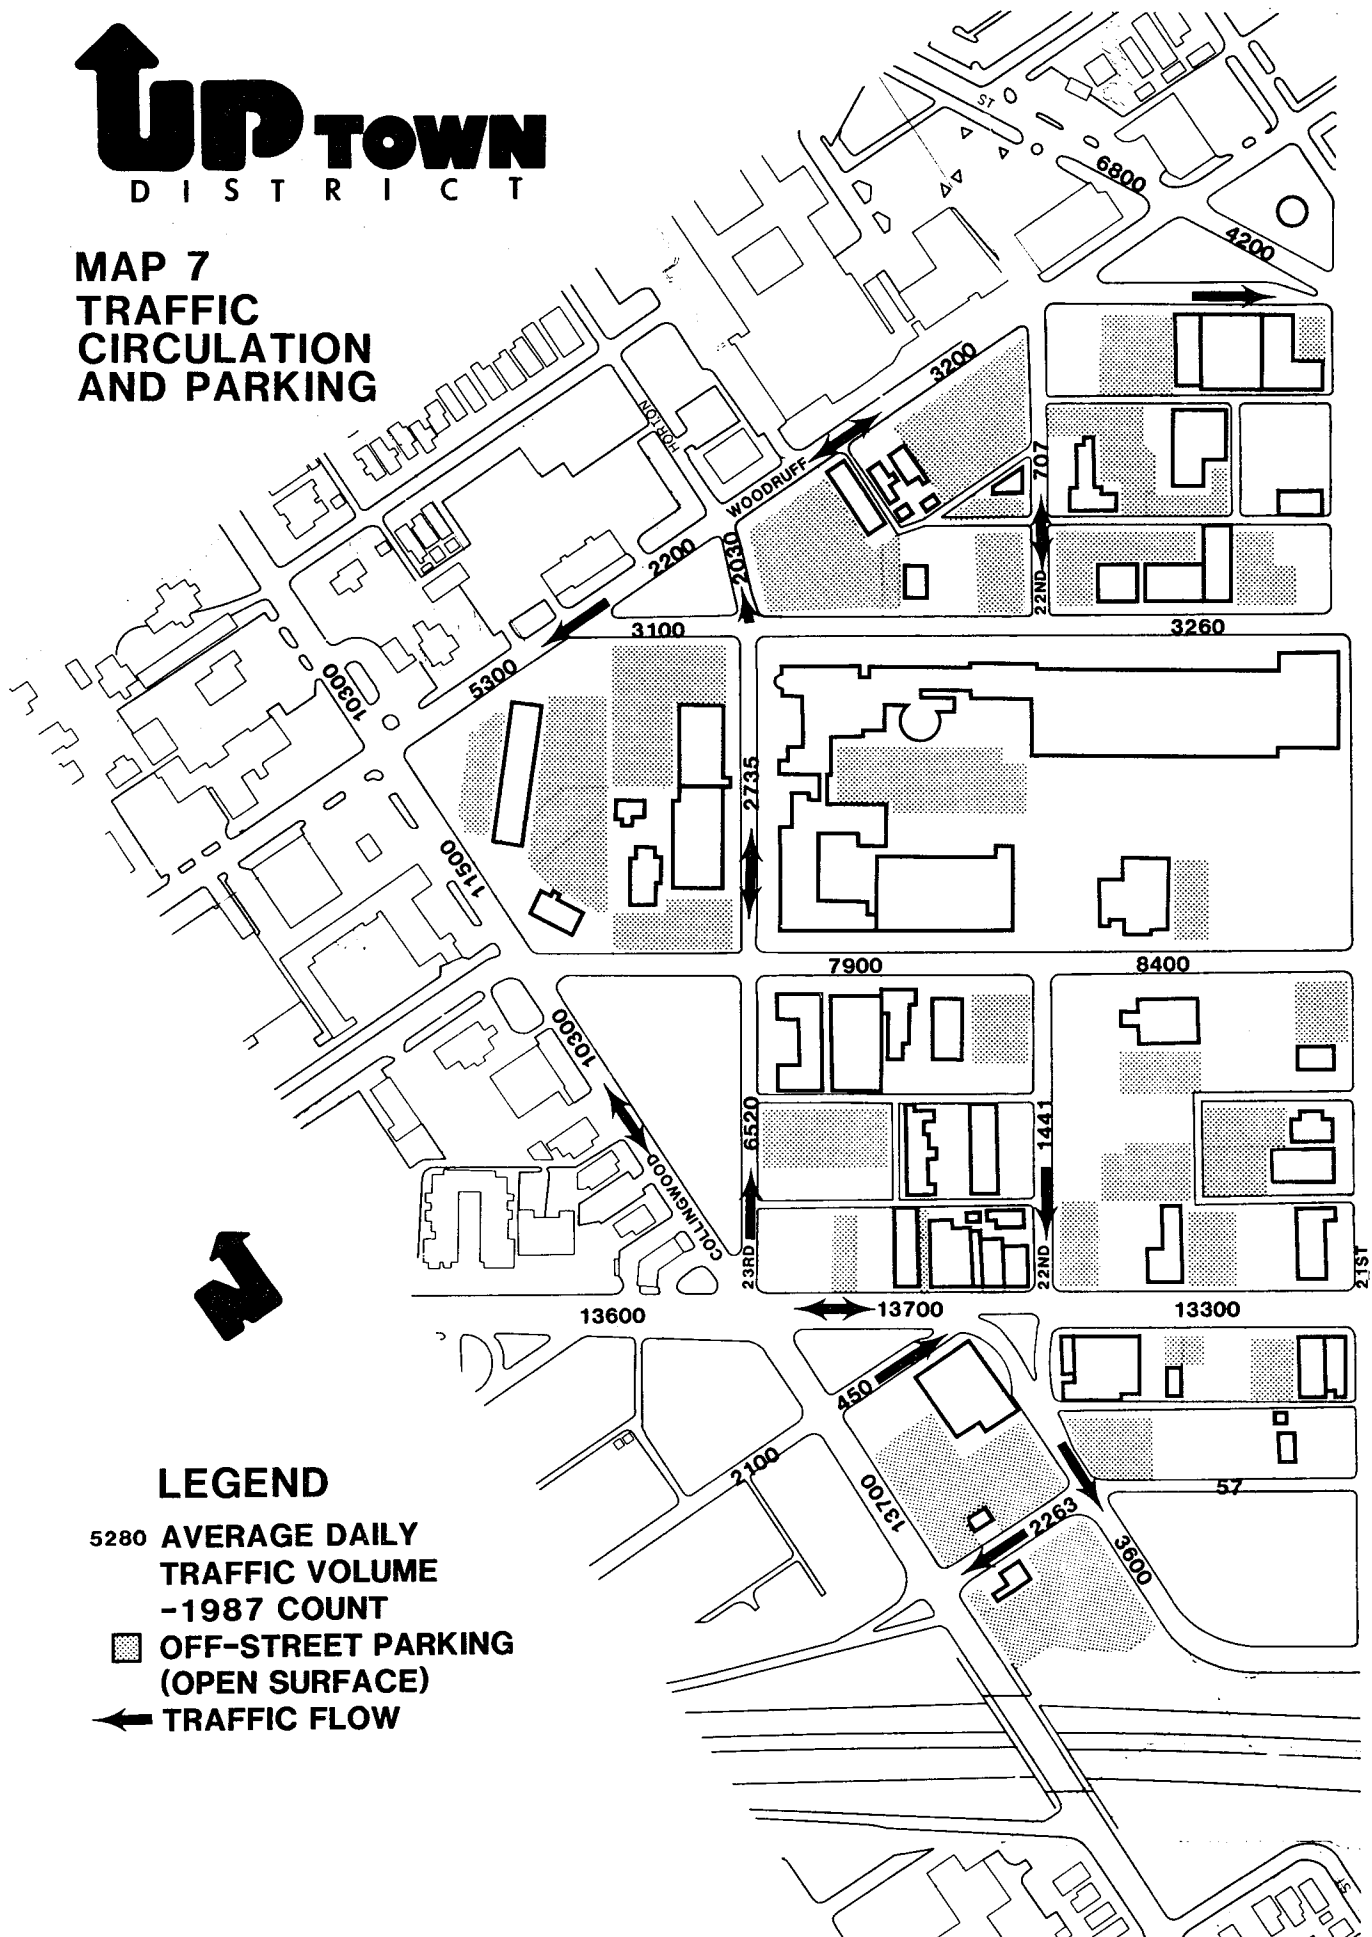 UPTOWN
DISTRICT
MAP 7
TRAFFIC
CIRCULATION
AND PARKING
ST
6800
4200
3200
HORTON
WOODRUFF
707
2200
2030
22ND
3100
3260
5300
10300
2735
11500
7900
8400
10300
6520
1441
COLLINGWOOD
23RD
22ND
21ST
13600
13700
13300
450
2100
13700
57
2263
3600
LEGEND
5280 AVERAGE DAILY
TRAFFIC VOLUME
-1987 COUNT
OFF-STREET PARKING
(OPEN SURFACE)
TRAFFIC FLOW
ST